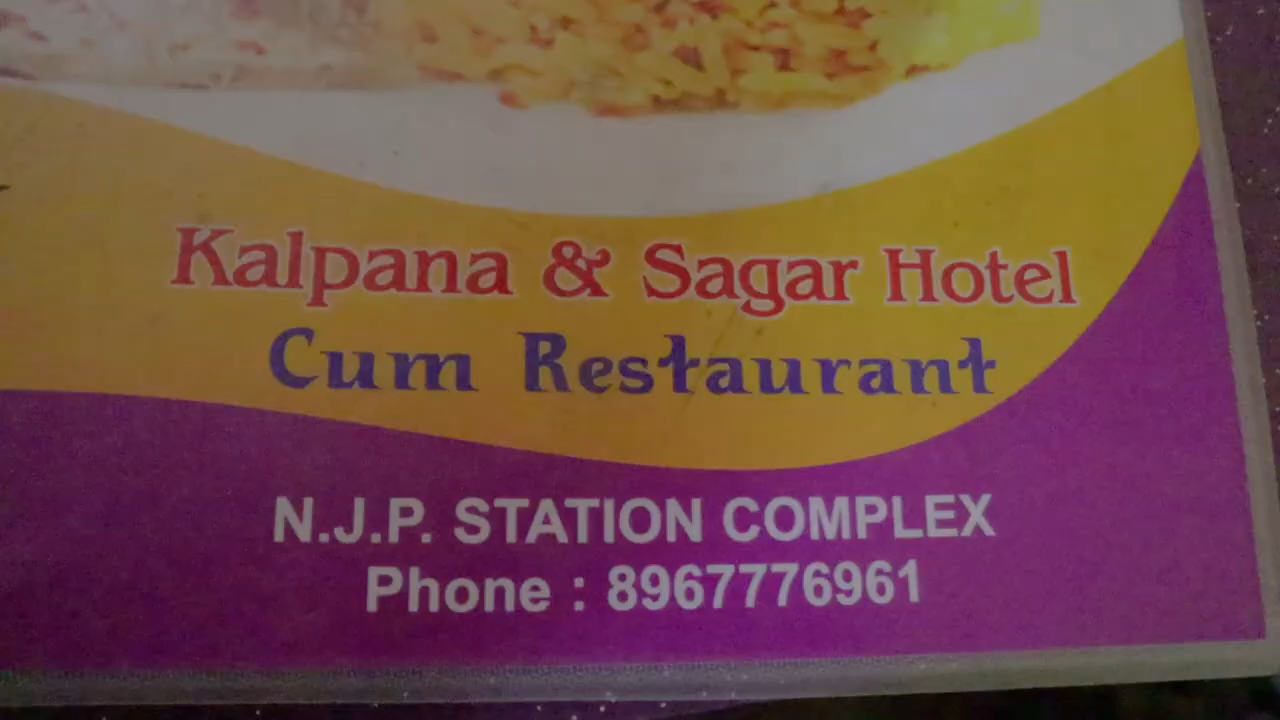 Kalpana & Sagar Hotel
Cum Restaurant
N.J.P. STATION COMPLEX
Phone : 8967776961